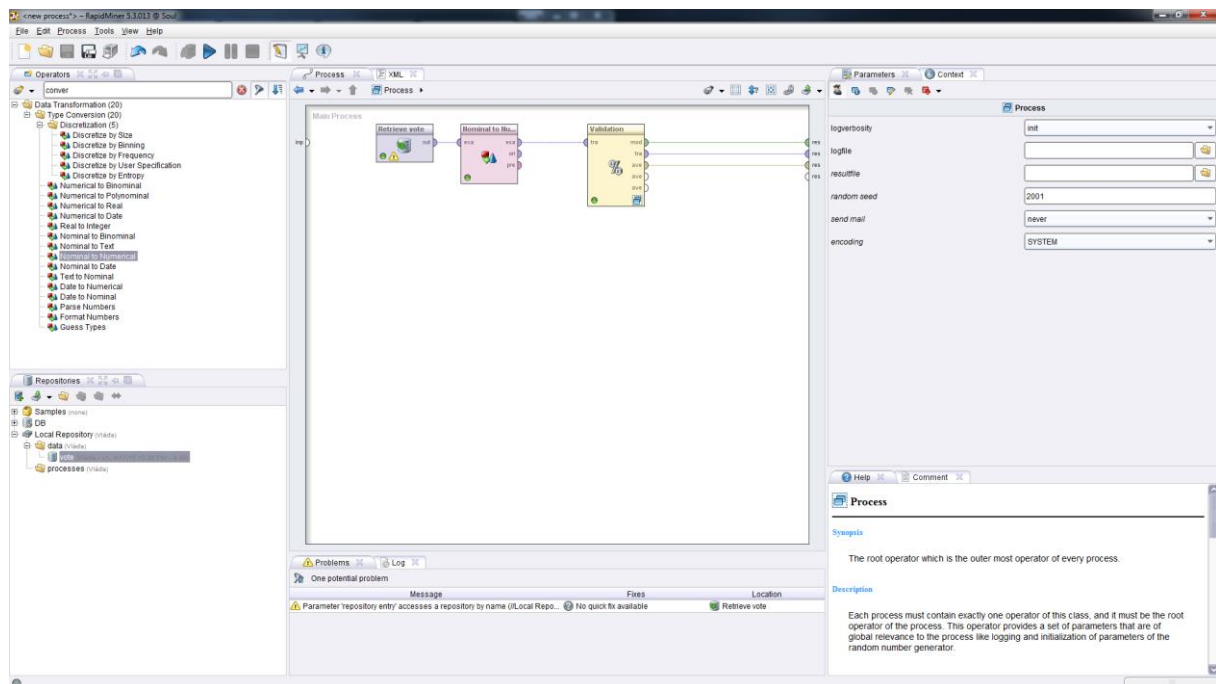 <new process*> – RapidMiner 5.3.013 @ Soul
File Edit Process Tools View Help
Operators
conver
Data Transformation (20)
Type Conversion (20)
Discretization (5)
Discretize by Size
Discretize by Binning
Discretize by Frequency
Discretize by User Specification
Discretize by Entropy
Numerical to Binominal
Numerical to Polynominal
Numerical to Real
Numerical to Date
Real to Integer
Nominal to Binominal
Nominal to Text
Nominal to Numerical
Nominal to Date
Text to Nominal
Date to Numerical
Date to Nominal
Parse Numbers
Format Numbers
Guess Types
Repositories
Samples (none)
DB
Local Repository (Vláďa)
data (Vláďa)
vote
processes (Vláďa)
Process XML
Process
Main Process
inp
Retrieve vote
out
Nominal to Nu...
exa exa
ori
pre
Validation
tra mod
tra
ave
ave
ave
res
res
res
res
Problems Log
One potential problem
Message Fixes Location
Parameter 'repository entry' accesses a repository by name (//Local Repo... No quick fix available Retrieve vote
Parameters Context
Process
logverbosity init
logfile
resultfile
random seed 2001
send mail never
encoding SYSTEM
Help Comment
Process
Synopsis
The root operator which is the outer most operator of every process.
Description
Each process must contain exactly one operator of this class, and it must be the root
operator of the process. This operator provides a set of parameters that are of
global relevance to the process like logging and initialization of parameters of the
random number generator.